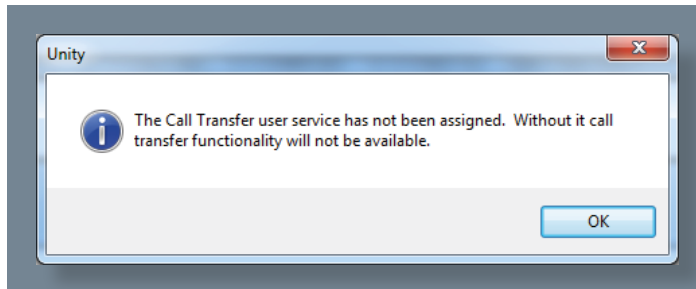 Unity
The Call Transfer user service has not been assigned.  Without it call
transfer functionality will not be available.
OK